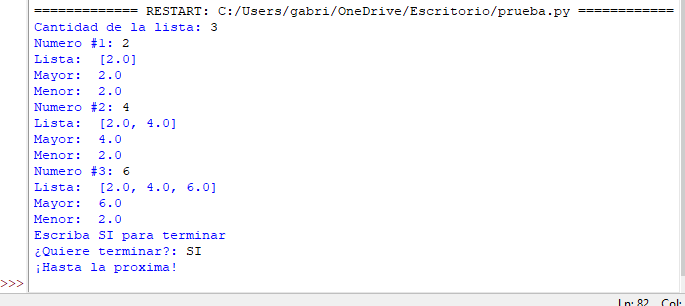 ============= RESTART: C:/Users/gabri/OneDrive/Escritorio/prueba.py ============
Cantidad de la lista: 3
Numero #1: 2
Lista:  [2.0]
Mayor:  2.0
Menor:  2.0
Numero #2: 4
Lista:  [2.0, 4.0]
Mayor:  4.0
Menor:  2.0
Numero #3: 6
Lista:  [2.0, 4.0, 6.0]
Mayor:  6.0
Menor:  2.0
Escriba SI para terminar
¿Quiere terminar?: SI
¡Hasta la proxima!
>>>
Ln: 82 Col: